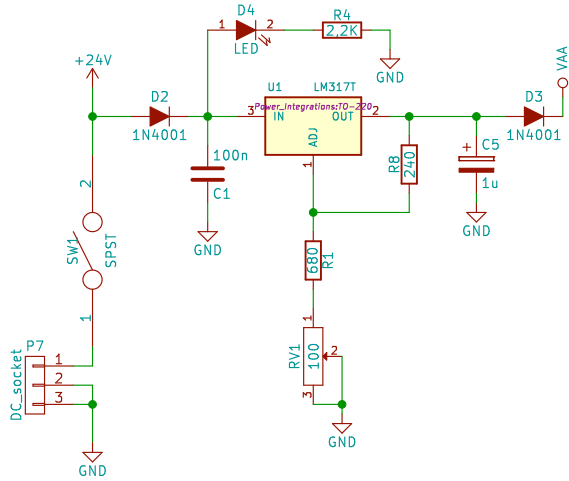 D4
1
2
LED
R4
2,2K
GND
+24V
VAA
D2
1N4001
U1
LM317T
Power_Integrations:TO-220
3
IN
OUT
2
ADJ
1
D3
1N4001
100n
C1
GND
R8
240
+
C5
1u
GND
2
SW1
SPST
1
680
R1
1
RV1
100
2
3
GND
P7
DC_socket
1
2
3
GND